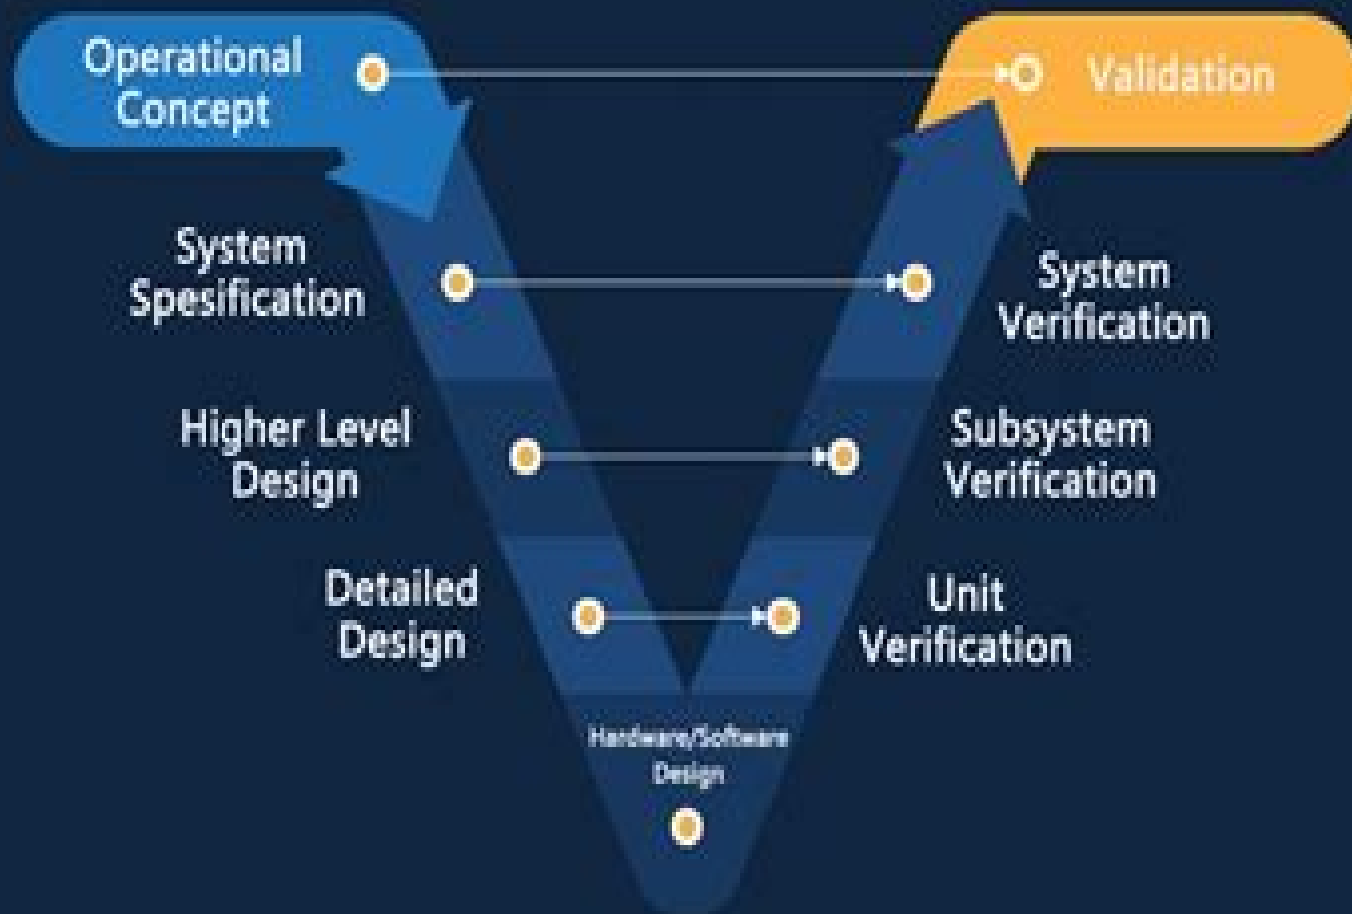 Operational
Concept
Validation
System
Spesification
System
Verification
Higher Level
Design
Subsystem
Verification
Detailed
Design
Unit
Verification
Hardware/Software
Design